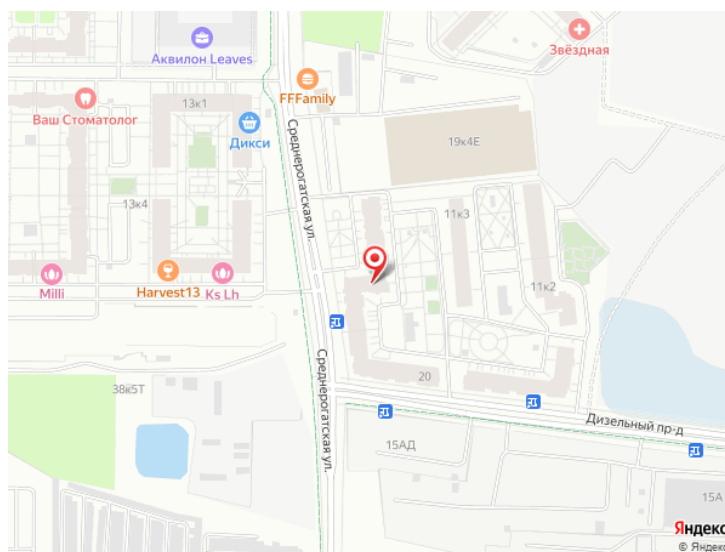 Аквилон Leaves
Звёздная
FFFamily
Ваш Стоматолог
13к1
Дикси
Среднерогатская ул.
19к4Е
13к4
11к3
Milli
Harvest13
Ks Lh
11к2
Среднерогатская ул.
20
38к5Т
Дизельный пр-д
15АД
15А
Яндекс
© Яндекс